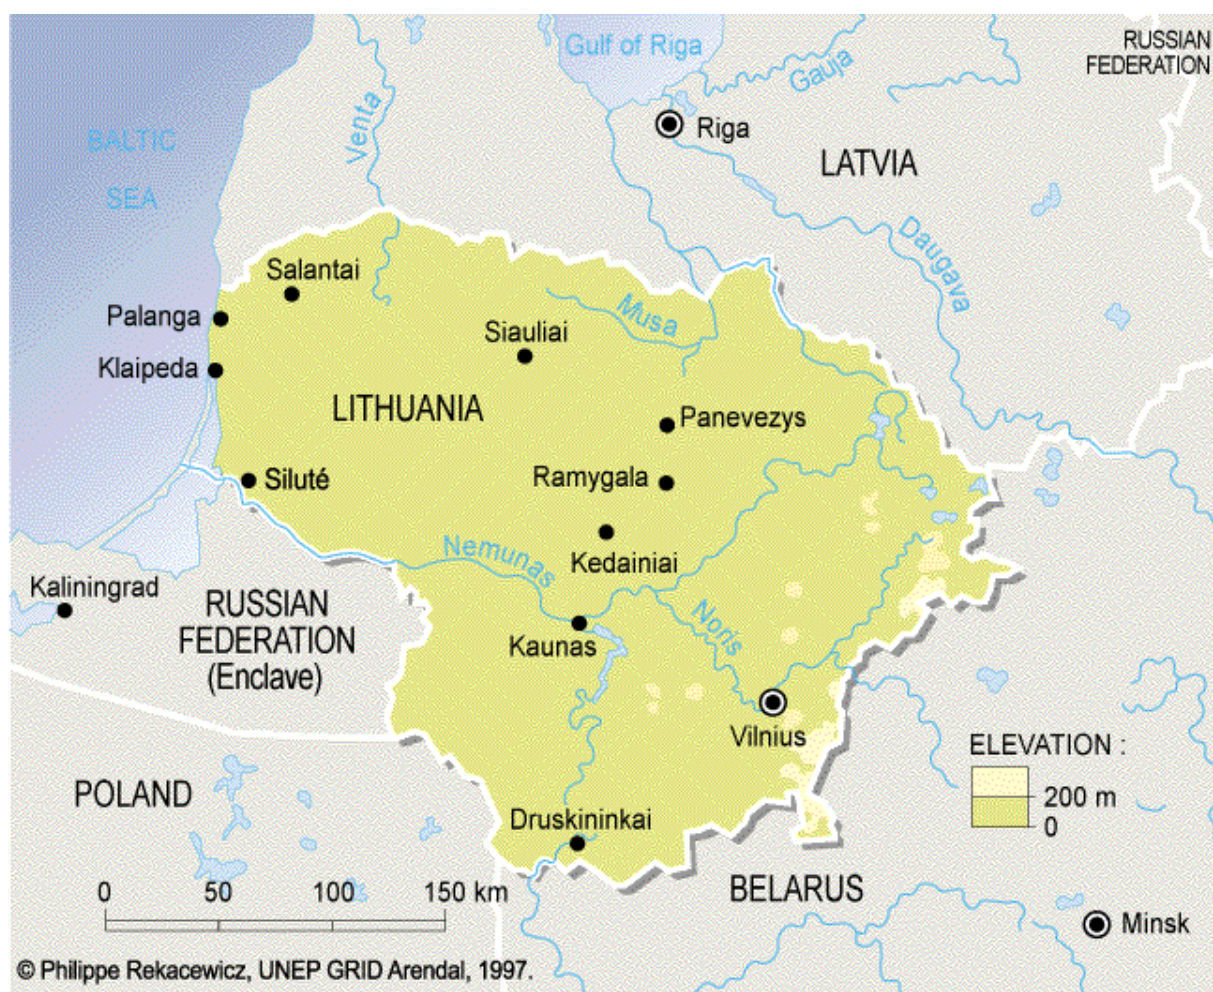 Gulf of Riga
Gauja
RUSSIAN
FEDERATION
Venta
BALTIC
SEA
Riga
LATVIA
Daugava
Salantai
Palanga
Musa
Siauliai
Klaipeda
LITHUANIA
Panevezys
Siluté
Ramygala
Nemunas
Kedainiai
Kaliningrad
RUSSIAN
FEDERATION
(Enclave)
Noris
Kaunas
Vilnius
ELEVATION :
200 m
0
POLAND
Druskininkai
BELARUS
0 50 100 150 km
Minsk
© Philippe Rekacewicz, UNEP GRID Arendal, 1997.